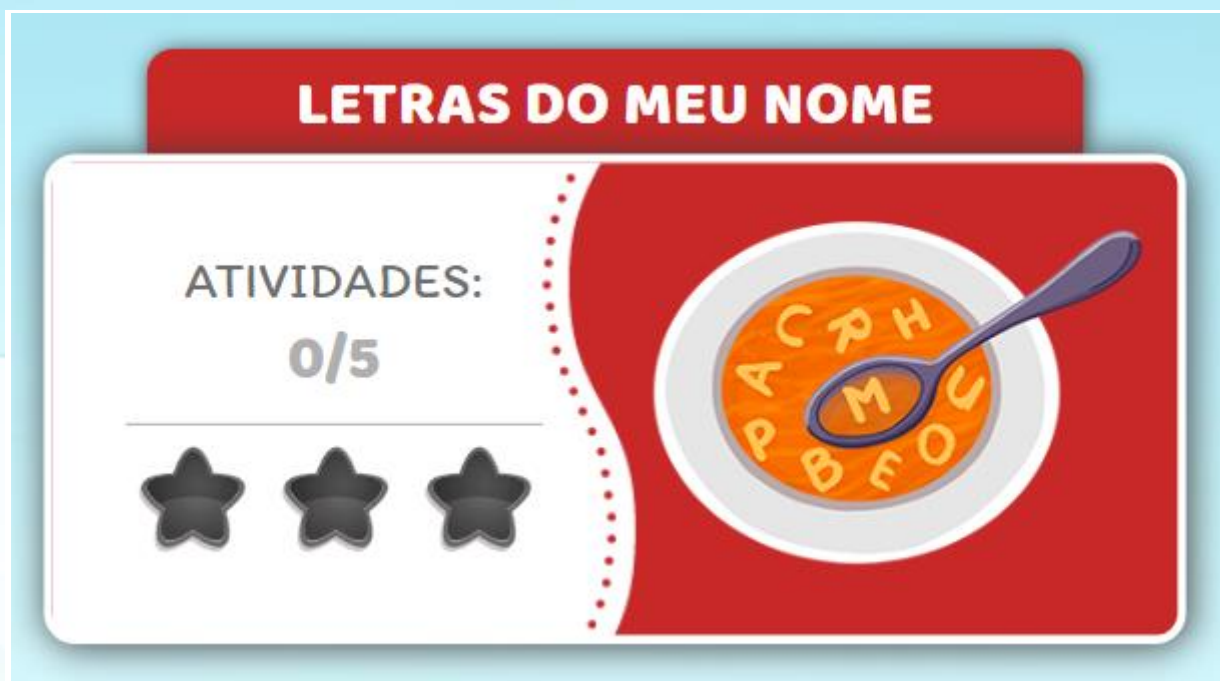 LETRAS DO MEU NOME
ATIVIDADES:
0/5
C R H
A M U
P B E O